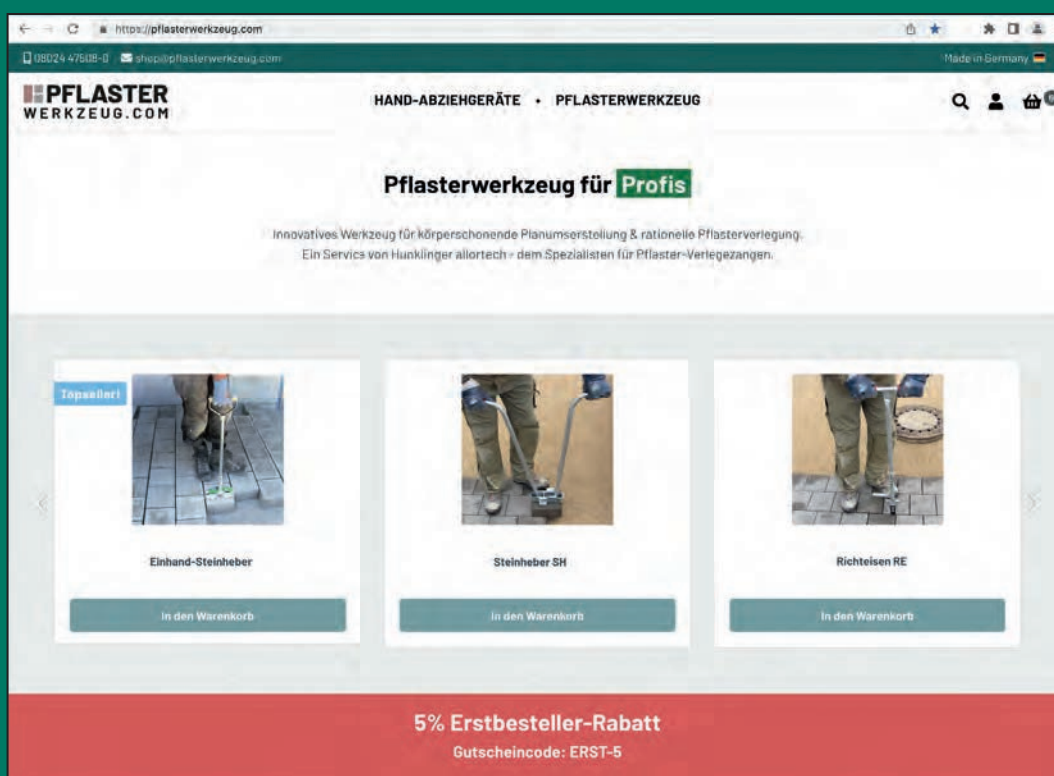 https://pflasterwerkzeug.com
08024 47508-0 shop@pflasterwerkzeug.com
Made in Germany
PFLASTER
WERKZEUG.COM
HAND-ABZIEHGERÄTE • PFLASTERWERKZEUG
Pflasterwerkzeug für Profis
Innovatives Werkzeug für körperschonende Planumserstellung & rationelle Pflasterverlegung.
Ein Service von Hunklinger allortech - dem Spezialisten für Pflaster-Verlegezangen.
Topseller!
Einhand-Steinheber
Steinheber SH
Richteisen RE
In den Warenkorb
In den Warenkorb
In den Warenkorb
5% Erstbesteller-Rabatt
Gutscheincode: ERST-5